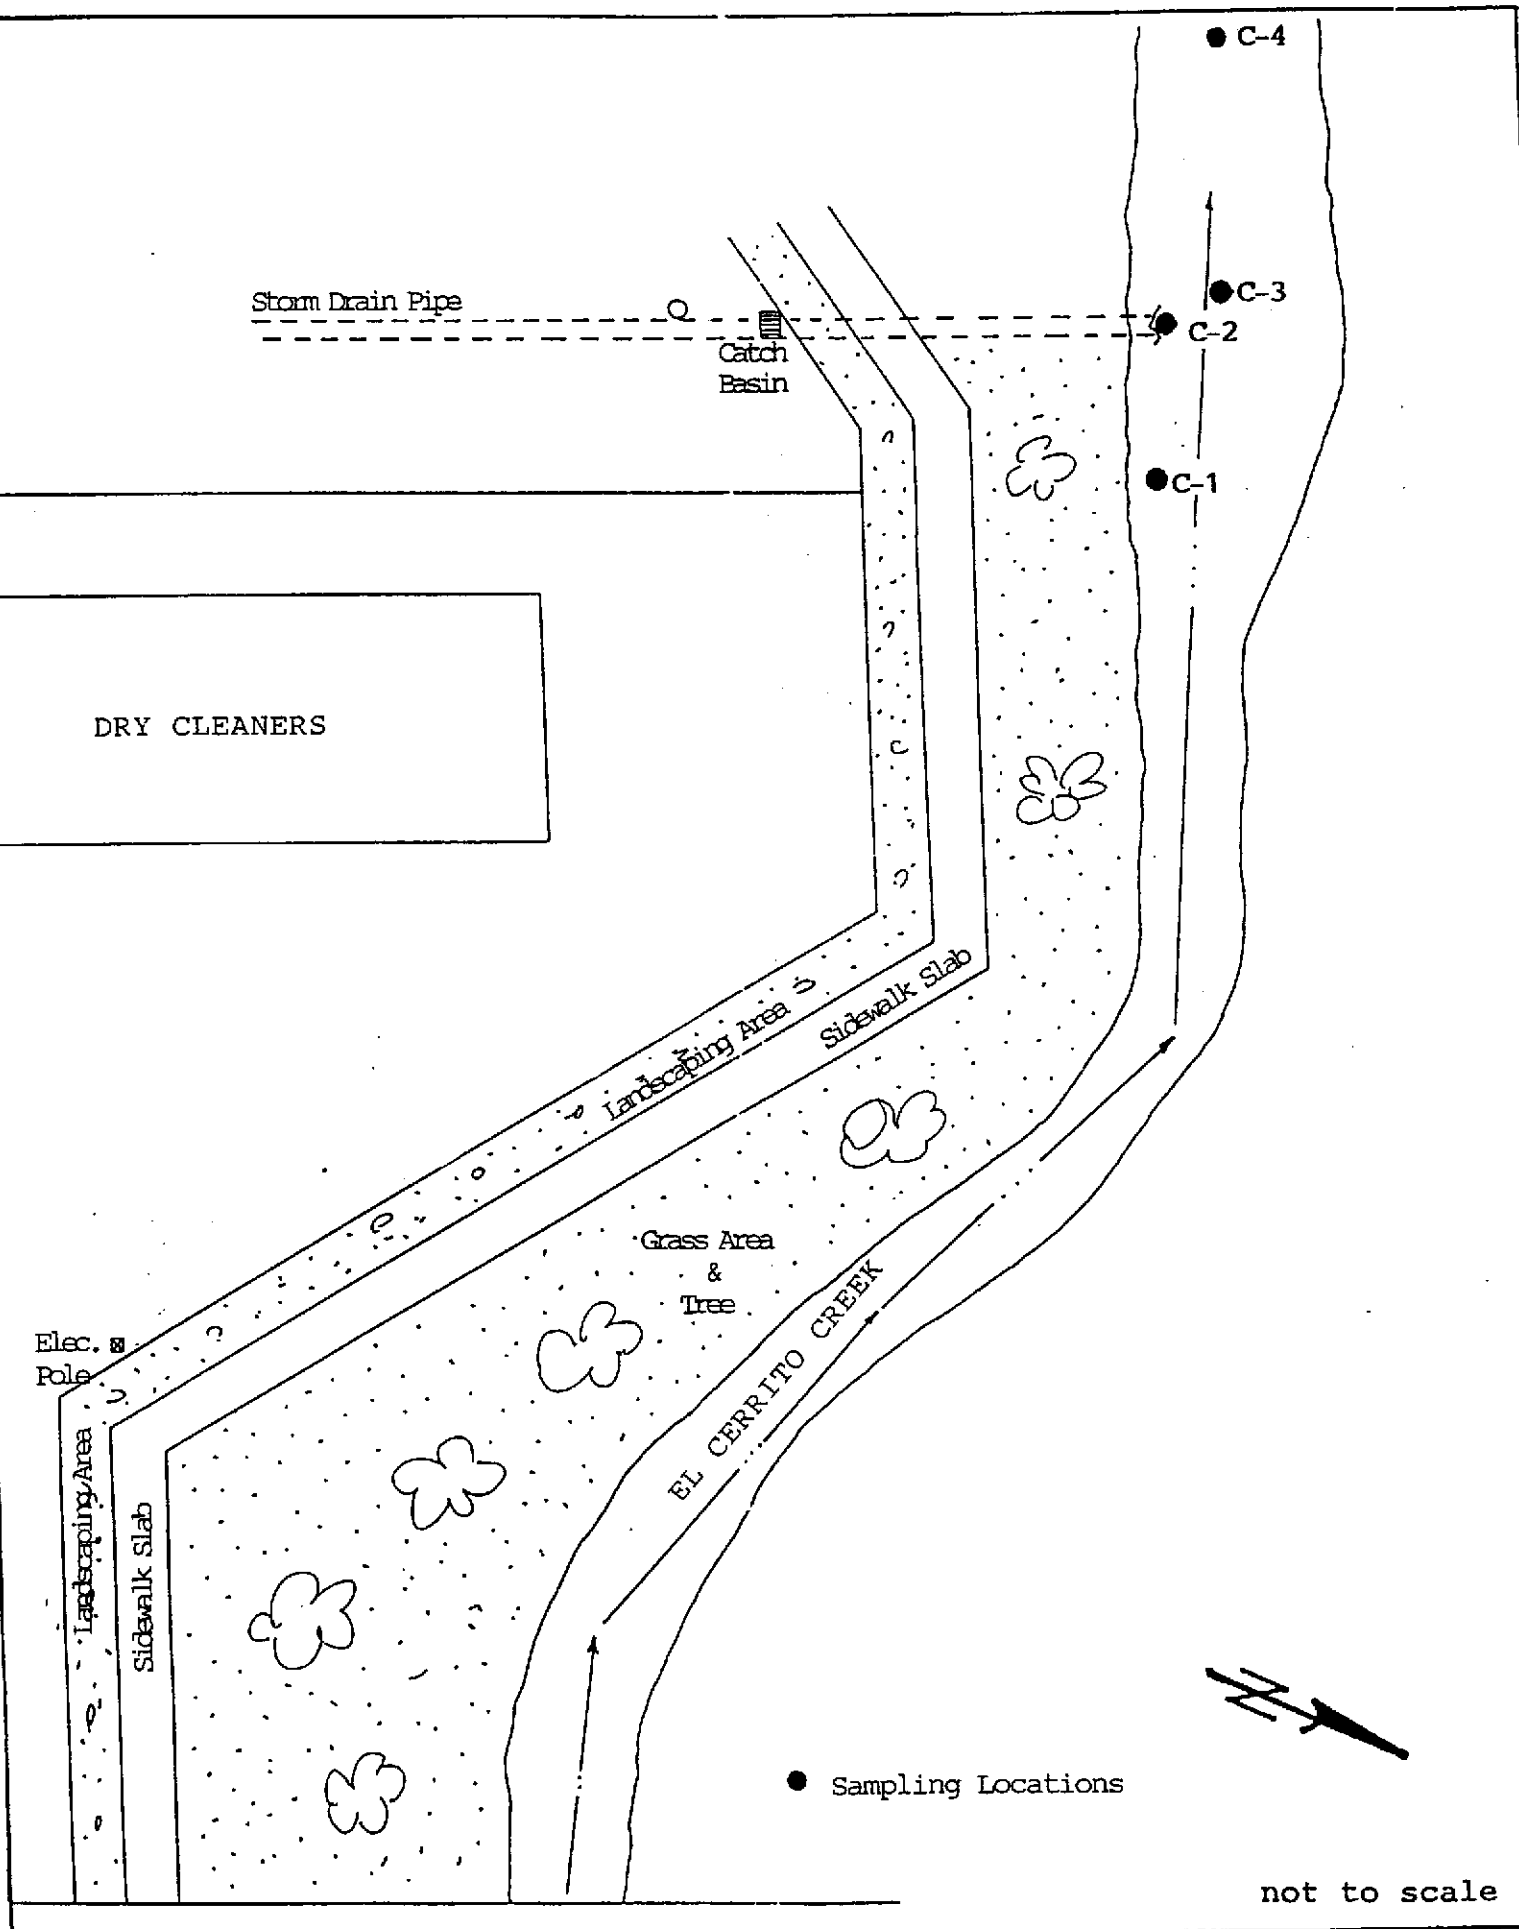 C-4
Storm Drain Pipe
C-3
C-2
Catch
Basin
C-1
DRY CLEANERS
Sidewalk Slab
Landscaping Area
Grass Area
&
Tree
EL CERRITO CREEK
Elec.
Pole
Landscaping Area
Sidewalk Slab
N
Sampling Locations
not to scale